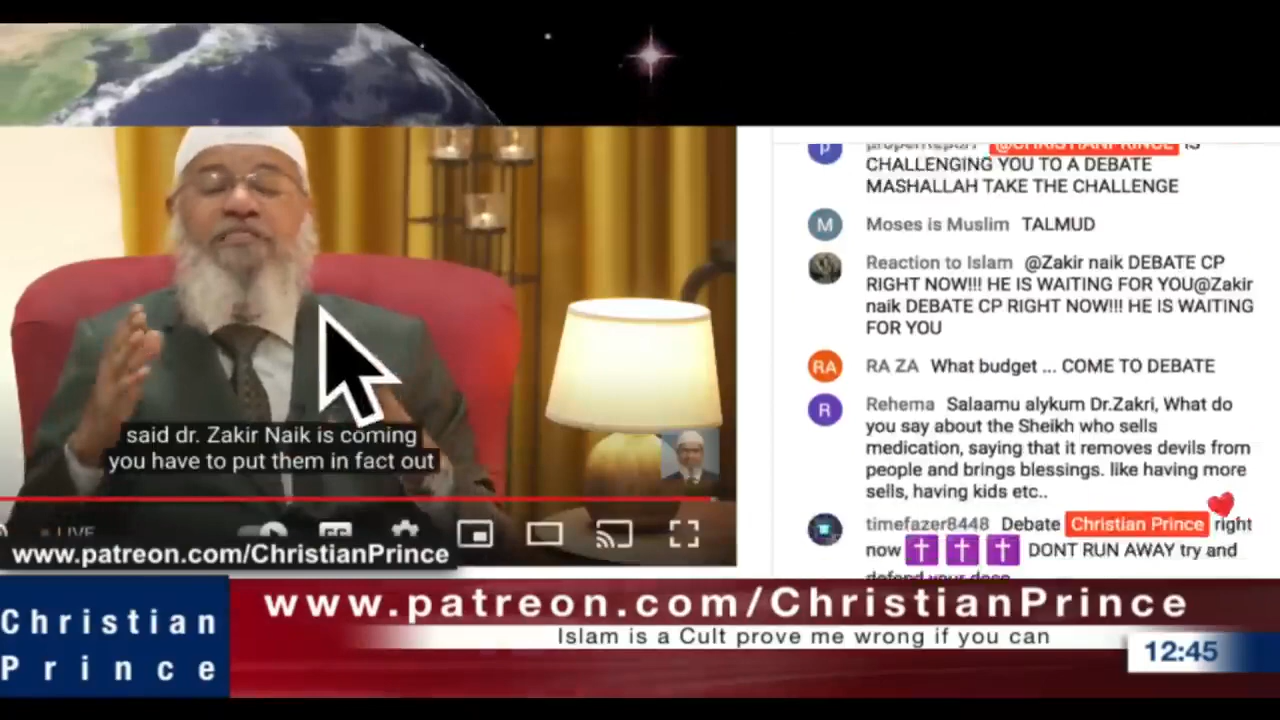 @CHRISTIANPRINCE IS
CHALLENGING YOU TO A DEBATE
MASHALLAH TAKE THE CHALLENGE
M Moses is Muslim TALMUD
Reaction to Islam @Zakir naik DEBATE CP
RIGHT NOW!!! HE IS WAITING FOR YOU@Zakir
naik DEBATE CP RIGHT NOW!!! HE IS WAITING
FOR YOU
RA RA ZA What budget ... COME TO DEBATE
R Rehema Salaamu alykum Dr.Zakri, What do
you say about the Sheikh who sells
medication, saying that it removes devils from
people and brings blessings. like having more
sells, having kids etc..
timefazer8448 Debate Christian Prince right
now DONT RUN AWAY try and
said dr. Zakir Naik is coming
you have to put them in fact out
LIVE
www.patreon.com/ChristianPrince
Christian
Prince
www.patreon.com/ChristianPrince
Islam is a Cult prove me wrong if you can
12:45